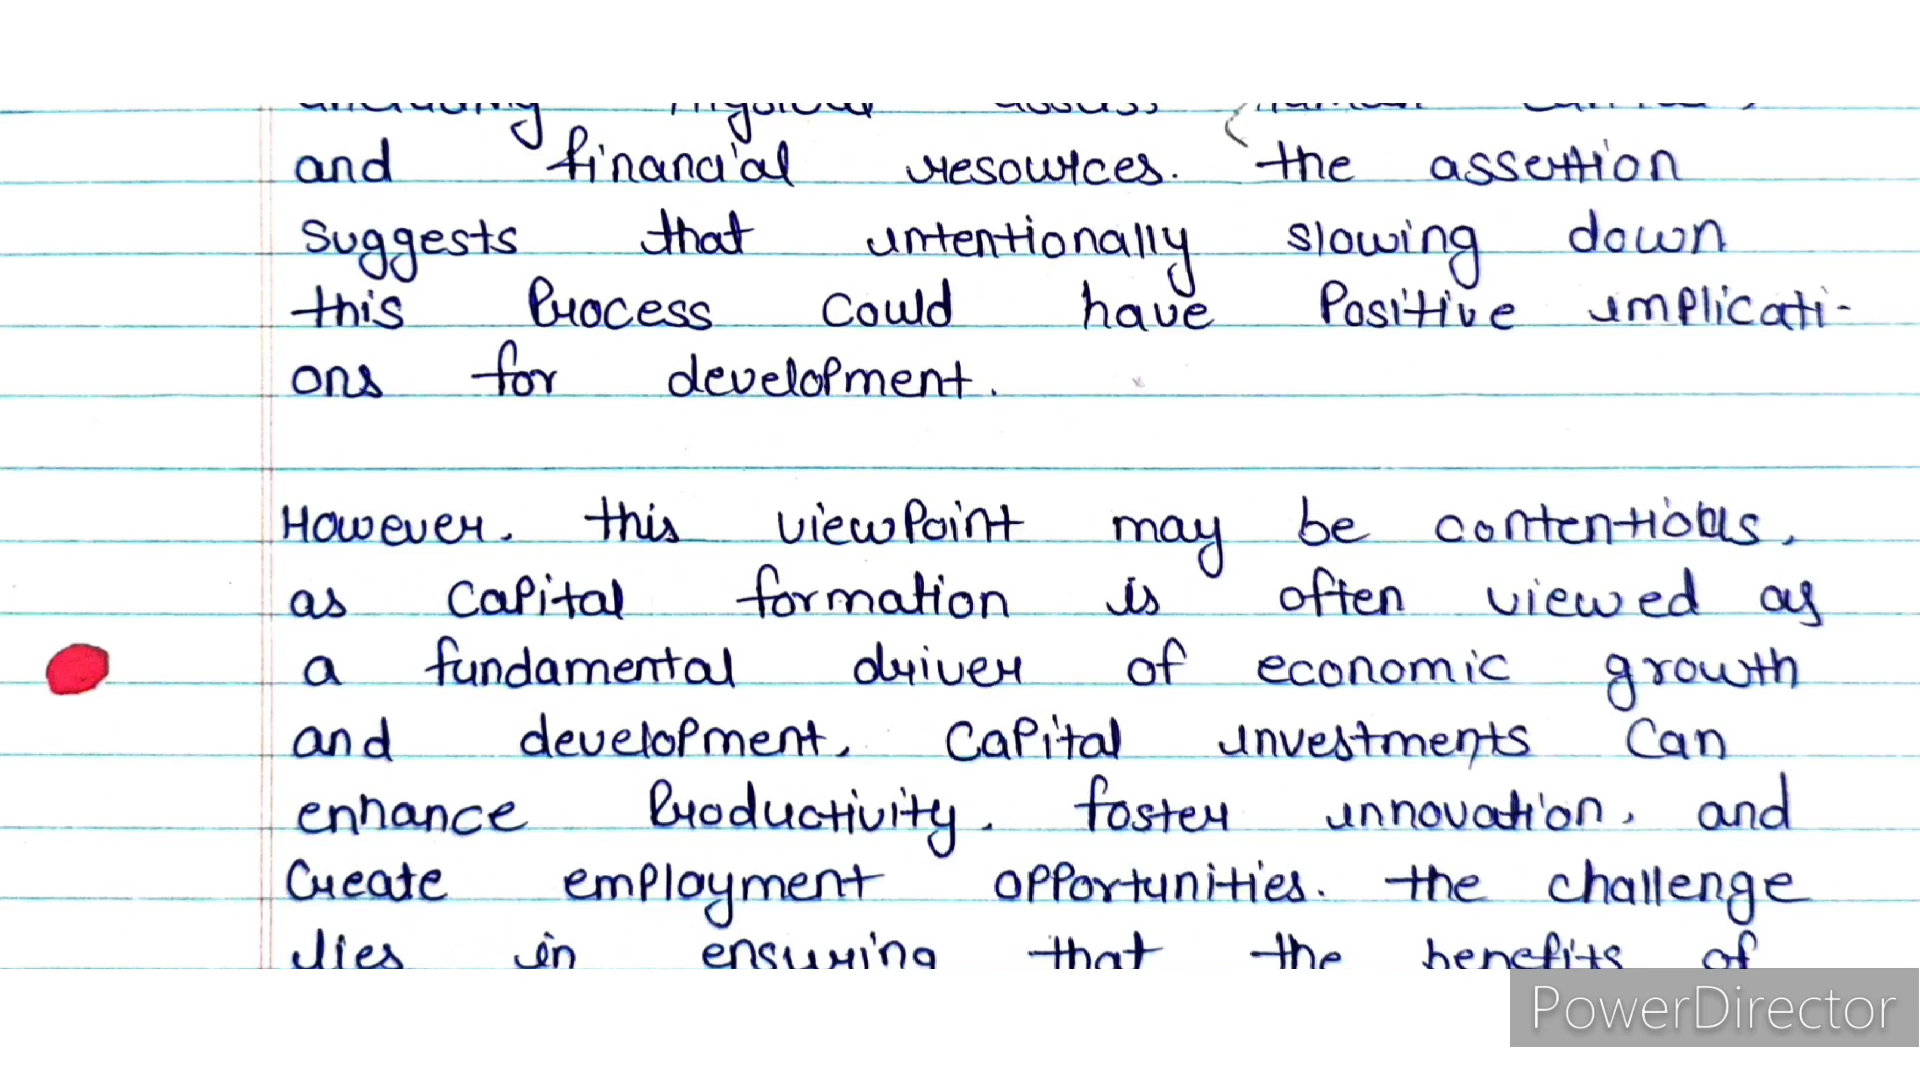 and financial resources. the assertion
suggests that intentionally slowing down
this Process could have Positive implicati-
ons for development.
However, this viewPoint may be contentious,
as capital formation is often viewed as
a fundamental driver of economic growth
and development, Capital investments Can
enhance Productivity, foster innovation, and
Create employment opportunities. the challenge
lies in ensuring that the benefits of
PowerDirector